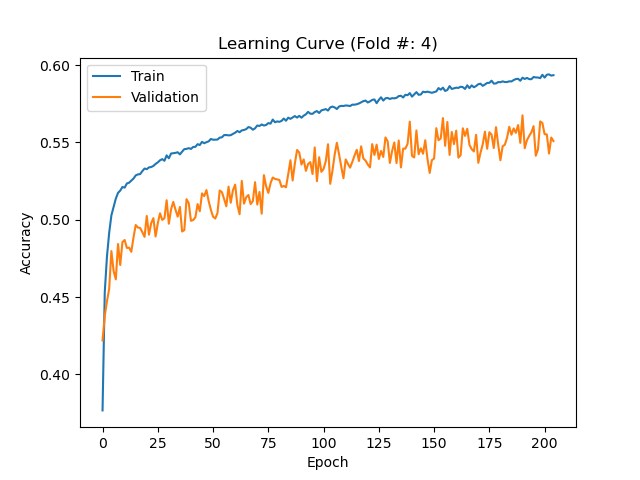 Learning Curve (Fold #: 4)
Train
Validation
0.60
0.55
0.50
0.45
0.40
Accuracy
0 25 50 75 100 125 150 175 200
Epoch